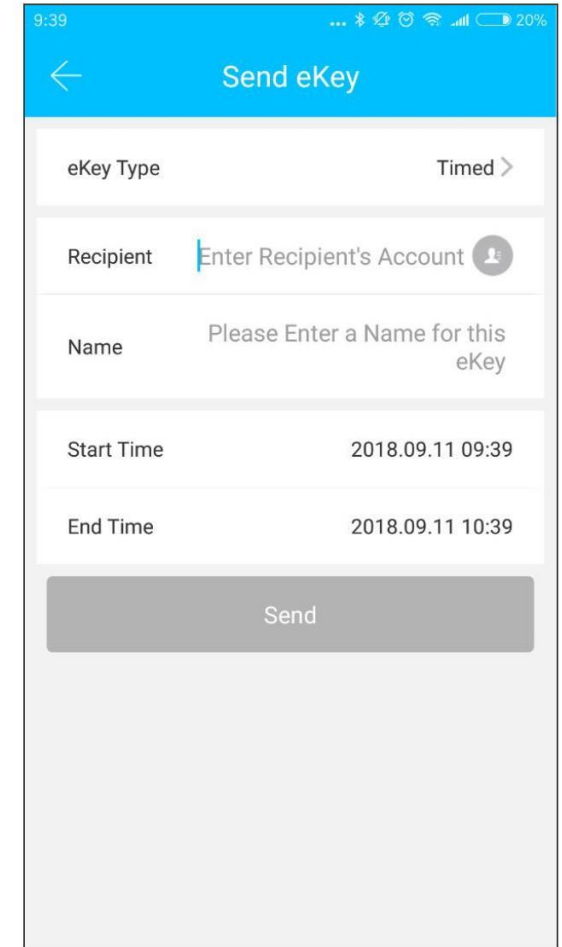 9:39 ... 20%
Send eKey
eKey Type Timed
Recipient Enter Recipient's Account
Name Please Enter a Name for this
eKey
Start Time 2018.09.11 09:39
End Time 2018.09.11 10:39
Send